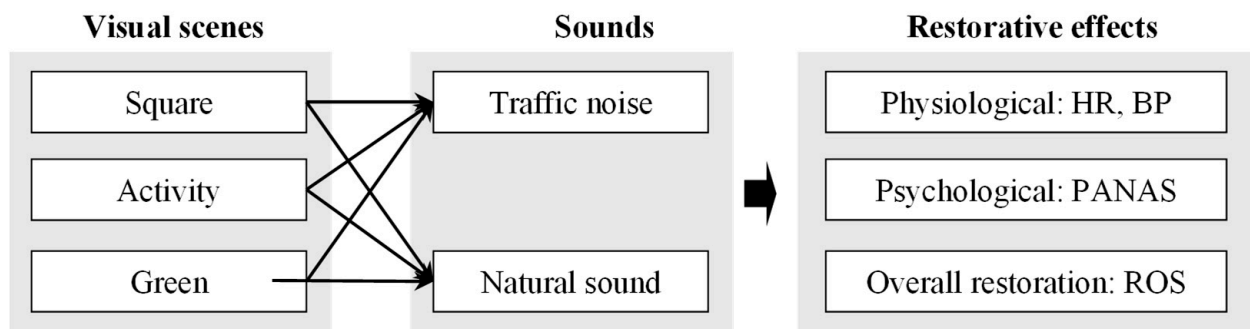 Visual scenes
Square
Activity
Green
Sounds
Traffic noise
Natural sound
Restorative effects
Physiological: HR, BP
Psychological: PANAS
Overall restoration: ROS